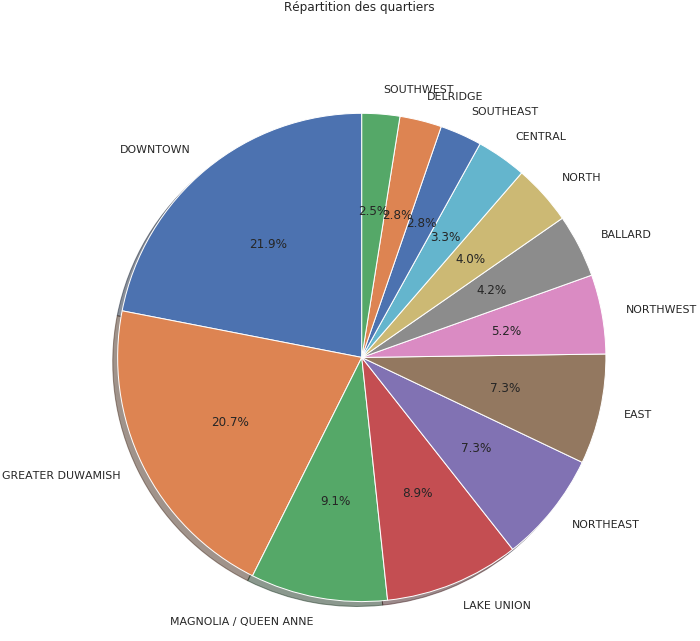 Répartition des quartiers
SOUTHWEST
DELRIDGE
SOUTHEAST
CENTRAL
NORTH
BALLARD
NORTHWEST
EAST
NORTHEAST
LAKE UNION
MAGNOLIA / QUEEN ANNE
GREATER DUWAMISH
DOWNTOWN
2.5%
2.8%
2.8%
3.3%
4.0%
4.2%
5.2%
7.3%
7.3%
8.9%
9.1%
20.7%
21.9%